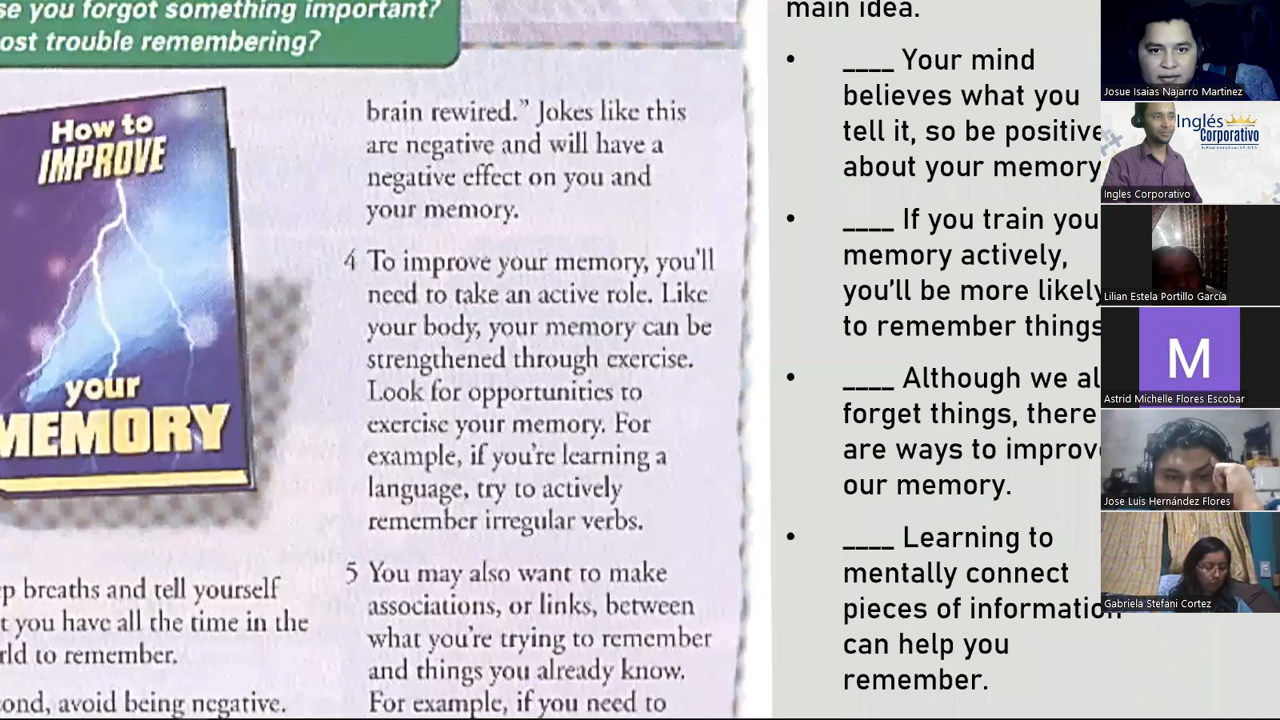 se you forgot something important?
ost trouble remembering?
How to
IMPROVE
your
MEMORY
ep breaths and tell yourself
t you have all the time in the
rld to remember.
ond, avoid being negative.
brain rewired.” Jokes like this
are negative and will have a
negative effect on you and
your memory.
4 To improve your memory, you’ll
need to take an active role. Like
your body, your memory can be
strengthened through exercise.
Look for opportunities to
exercise your memory. For
example, if you’re learning a
language, try to actively
remember irregular verbs.
5 You may also want to make
associations, or links, between
what you’re trying to remember
and things you already know.
For example, if you need to
main idea.
• ____ Your mind
believes what you
tell it, so be positive
about your memory
• ____ If you train you
memory actively,
you’ll be more likely
to remember things
• ____ Although we al
forget things, there
are ways to improve
our memory.
• ____ Learning to
mentally connect
pieces of information
can help you
remember.
Josue Isaias Najarro Martinez
Inglés
Corporativo
Ingles Corporativo
Lilian Estela Portillo García
M
Astrid Michelle Flores Escobar
Jose Luis Hernández Flores
Gabriela Stefani Cortez